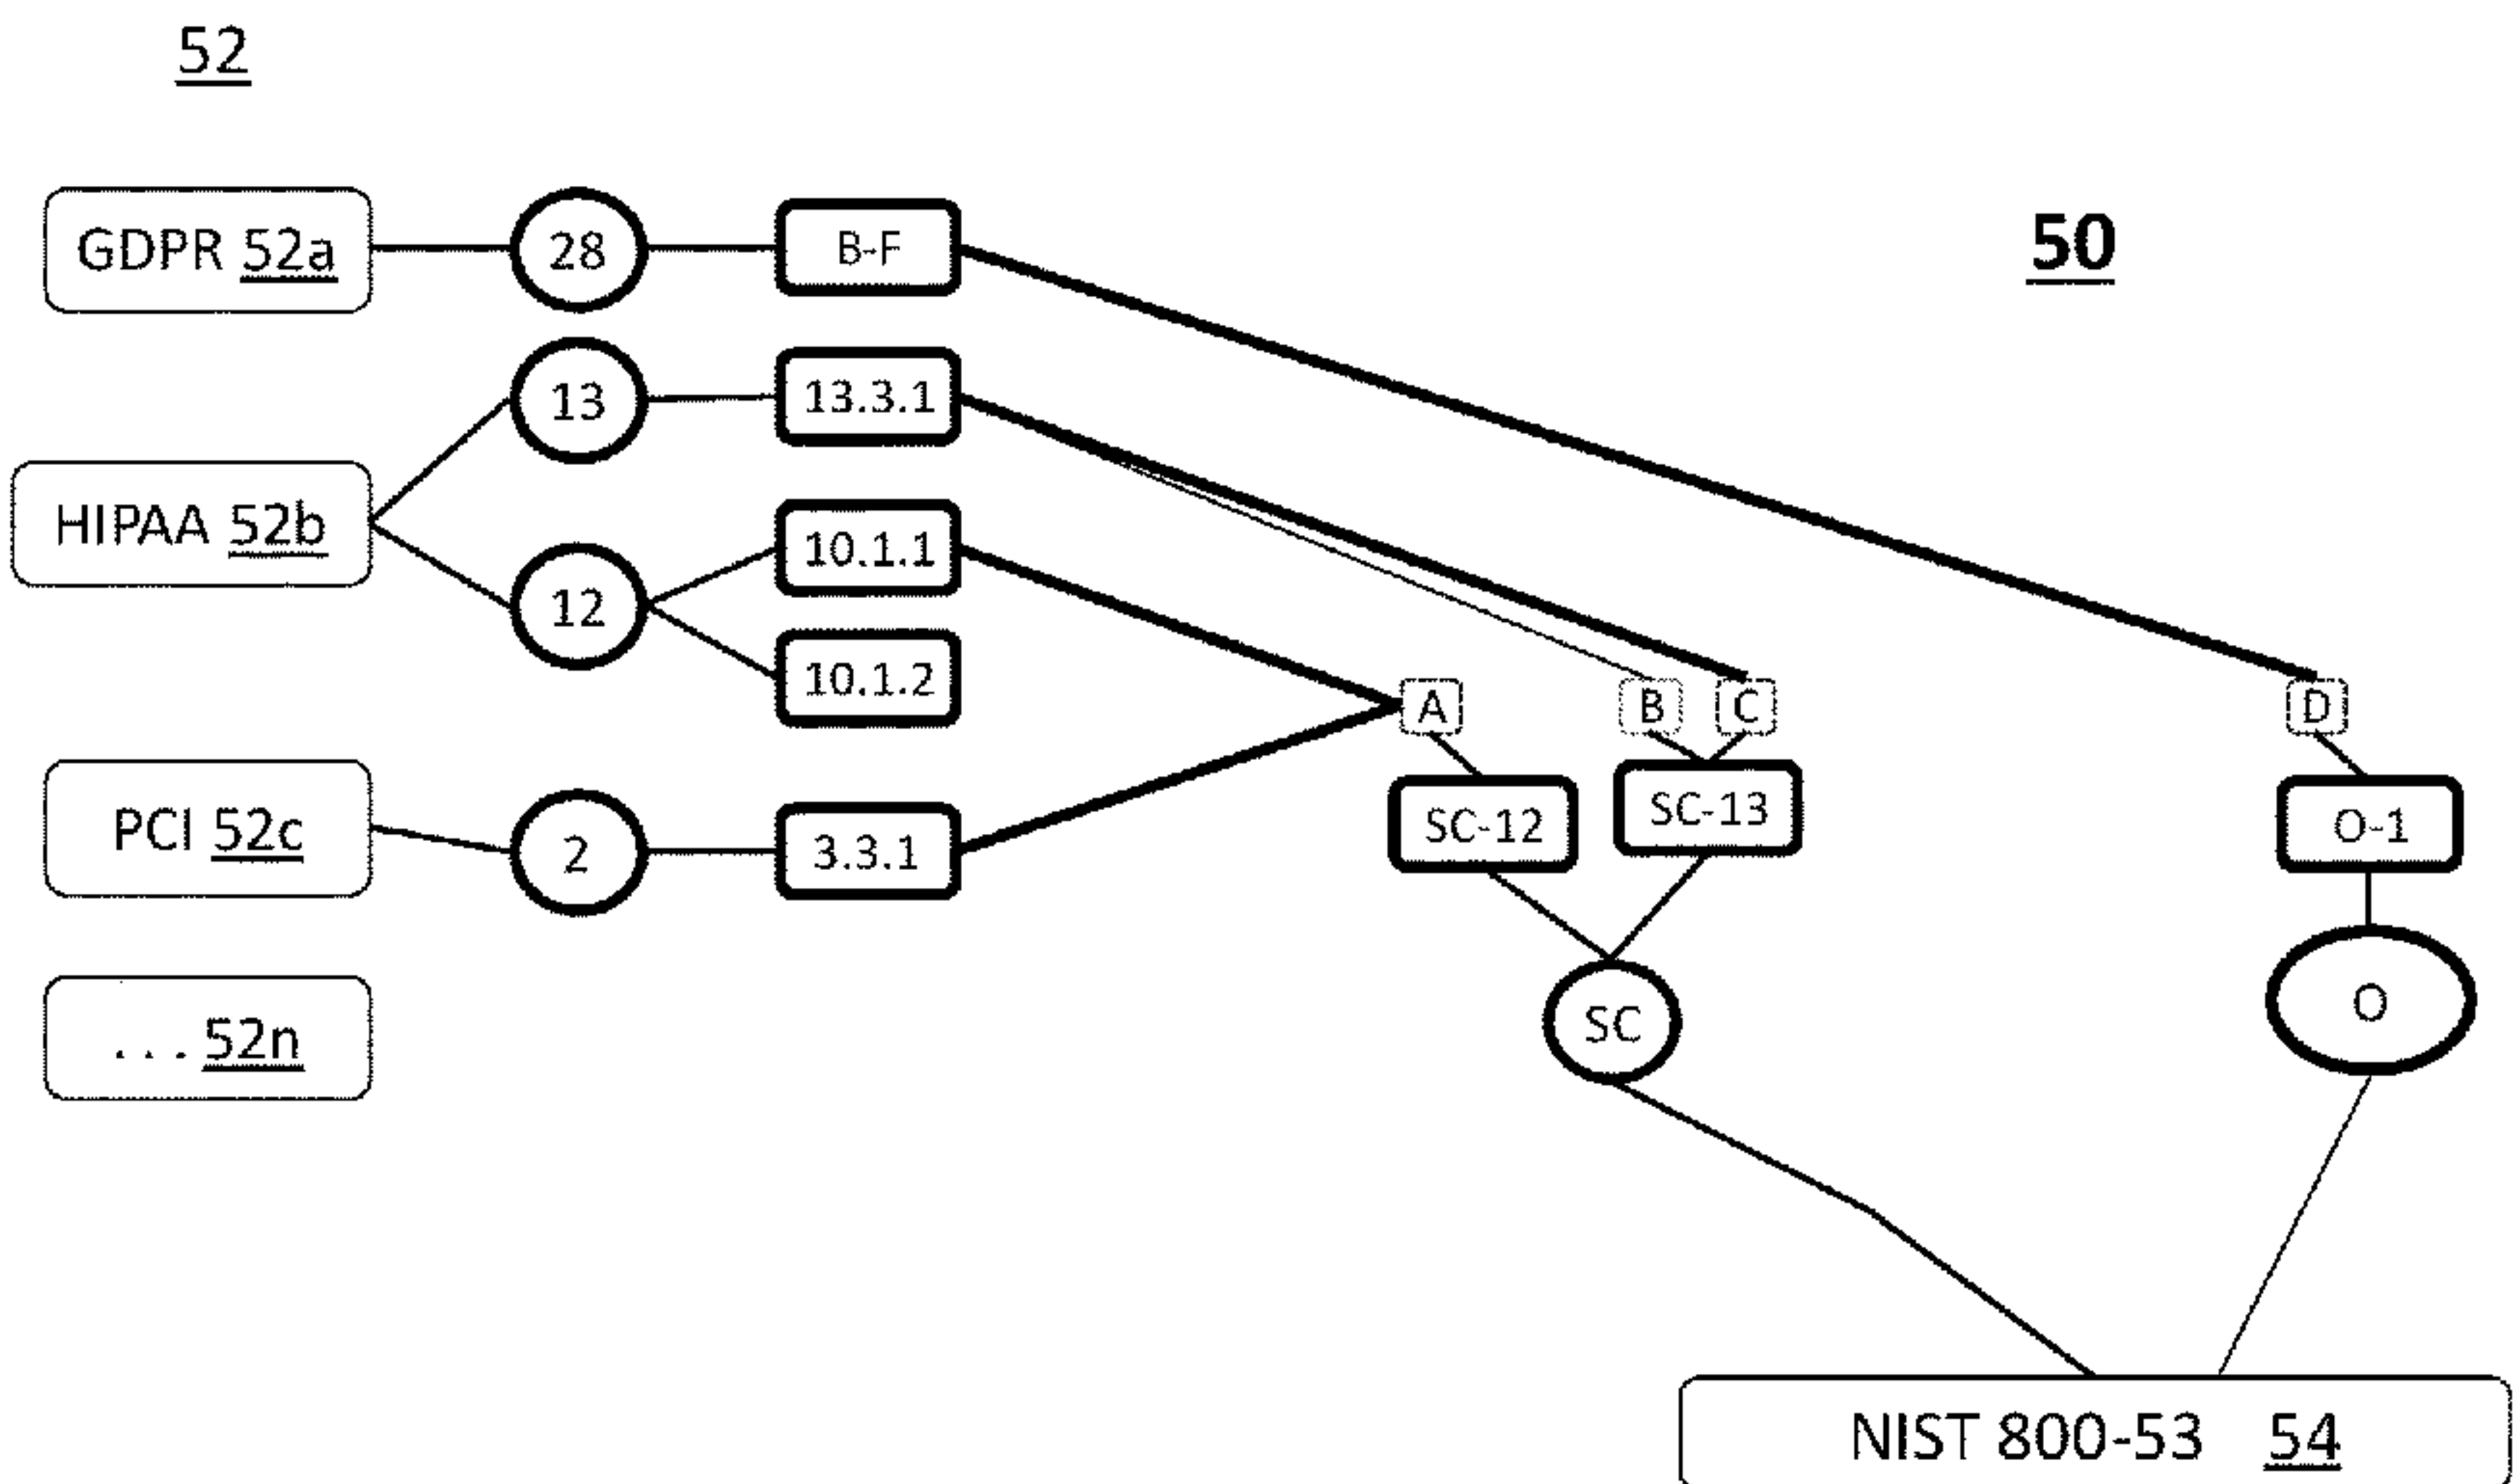 52
50
GDPR 52a
28
B-F
13
13.3.1
HIPAA 52b
12
10.1.1
10.1.2
A
B
C
D
PCI 52c
2
3.3.1
SC-12
SC-13
O-1
SC
O
. . . 52n
NIST 800-53 54